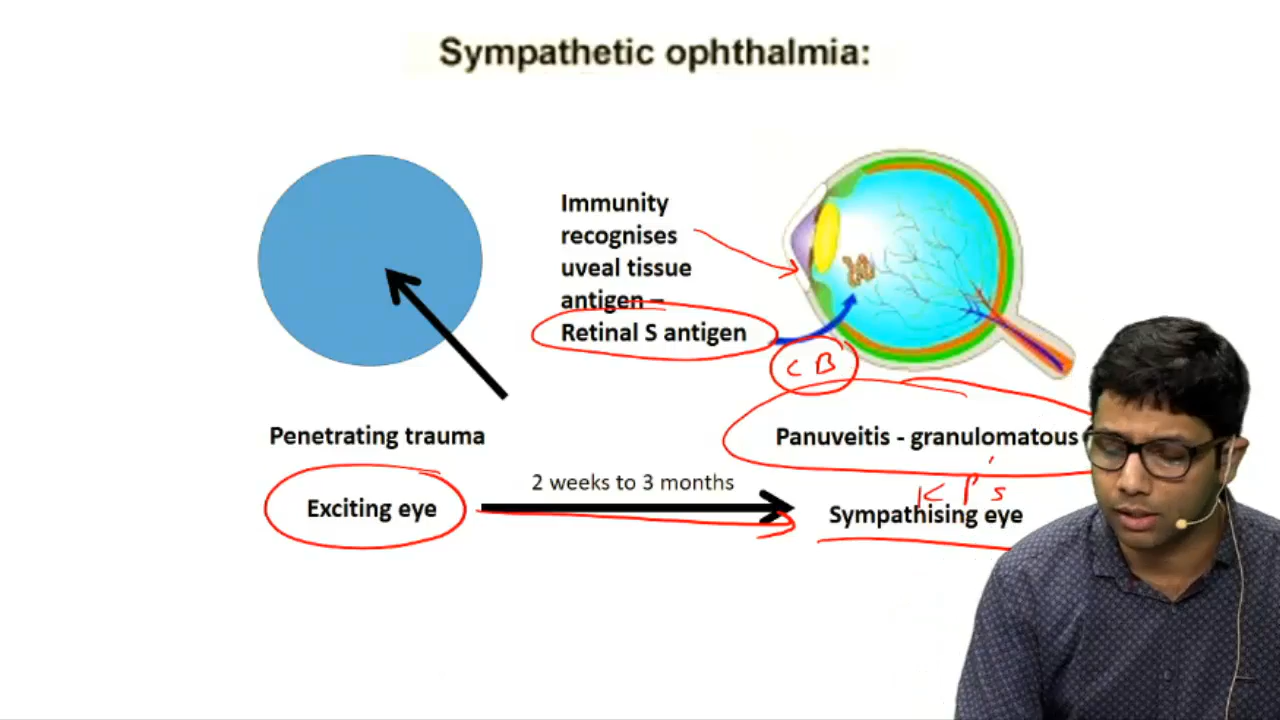 Sympathetic ophthalmia:
Immunity
recognises
uveal tissue
antigen –
Retinal S antigen
CB
Penetrating trauma
Panuveitis - granulomatous
2 weeks to 3 months
KP's
Exciting eye
Sympathising eye